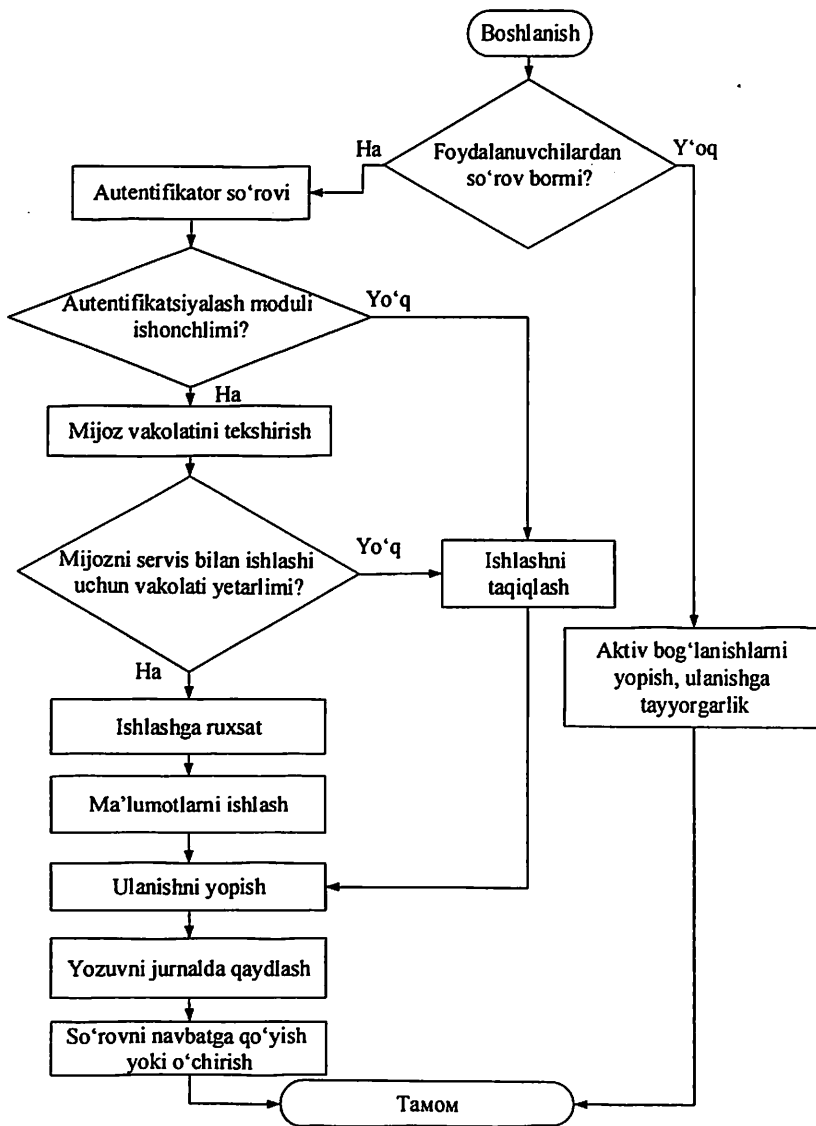 Boshlanish
Foydalanuvchilardan
so‘rov bormi?
Ha
Y‘oq
Autentifikator so‘rovi
Autentifikatsiyalash moduli
ishonchlimi?
Yo‘q
Ha
Mijoz vakolatini tekshirish
Mijozni servis bilan ishlashi
uchun vakolati yetarlimi?
Yo‘q
Ishlashni
taqiqlash
Ha
Aktiv bog‘lanishlarni
yopish, ulanishga
tayyorgarlik
Ishlashga ruxsat
Ma’lumotlarni ishlash
Ulanishni yopish
Yozuvni jurnalda qaydlash
So‘rovni navbatga qo‘yish
yoki o‘chirish
Тамом